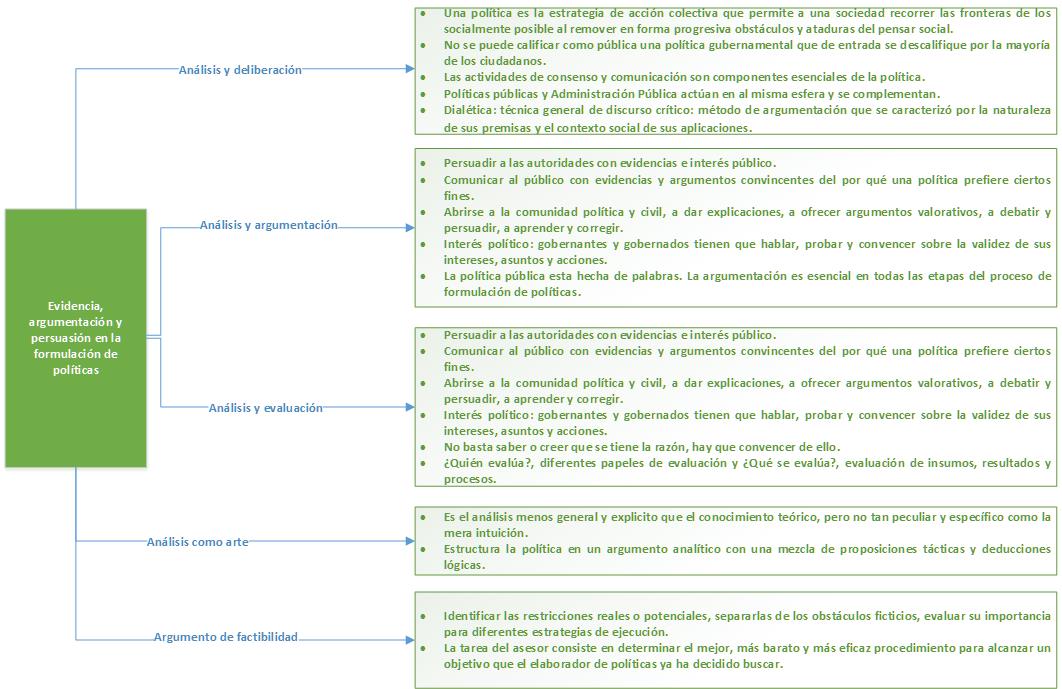 Una política es la estrategia de acción colectiva que permite a una sociedad recorrer las fronteras de los
socialmente posible al remover en forma progresiva obstáculos y ataduras del pensar social.
No se puede calificar como pública una política gubernamental que de entrada se descalifique por la mayoría
de los ciudadanos.
Las actividades de consenso y comunicación son componentes esenciales de la política.
Políticas públicas y Administración Pública actúan en al misma esfera y se complementan.
Dialética: técnica general de discurso crítico: método de argumentación que se caracterizó por la naturaleza
de sus premisas y el contexto social de sus aplicaciones.
Análisis y deliberación
Persuadir a las autoridades con evidencias e interés público.
Comunicar al público con evidencias y argumentos convincentes del por qué una política prefiere ciertos
fines.
Abrirse a la comunidad política y civil, a dar explicaciones, a ofrecer argumentos valorativos, a debatir y
persuadir, a aprender y corregir.
Interés político: gobernantes y gobernados tienen que hablar, probar y convencer sobre la validez de sus
intereses, asuntos y acciones.
La política pública esta hecha de palabras. La argumentación es esencial en todas las etapas del proceso de
formulación de políticas.
Análisis y argumentación
Evidencia,
argumentación y
persuasión en la
formulación de
políticas
Persuadir a las autoridades con evidencias e interés público.
Comunicar al público con evidencias y argumentos convincentes del por qué una política prefiere ciertos
fines.
Abrirse a la comunidad política y civil, a dar explicaciones, a ofrecer argumentos valorativos, a debatir y
persuadir, a aprender y corregir.
Interés político: gobernantes y gobernados tienen que hablar, probar y convencer sobre la validez de sus
intereses, asuntos y acciones.
No basta saber o creer que se tiene la razón, hay que convencer de ello.
¿Quién evalúa?, diferentes papeles de evaluación y ¿Qué se evalúa?, evaluación de insumos, resultados y
procesos.
Análisis y evaluación
Es el análisis menos general y explicito que el conocimiento teórico, pero no tan peculiar y específico como la
mera intuición.
Estructura la política en un argumento analítico con una mezcla de proposiciones tácticas y deducciones
lógicas.
Análisis como arte
Identificar las restricciones reales o potenciales, separarlas de los obstáculos ficticios, evaluar su importancia
para diferentes estrategias de ejecución.
La tarea del asesor consiste en determinar el mejor, más barato y más eficaz procedimiento para alcanzar un
objetivo que el elaborador de políticas ya ha decidido buscar.
Argumento de factibilidad